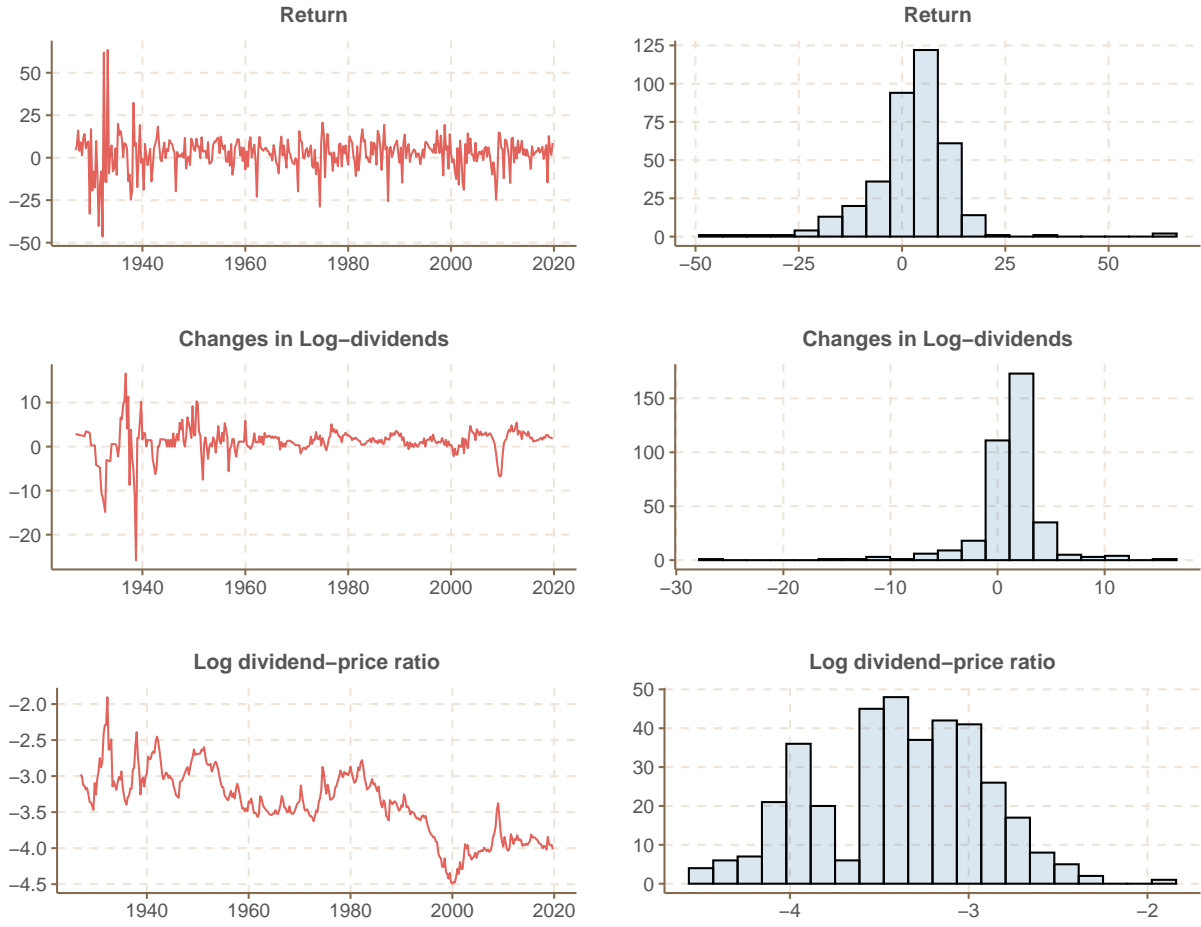 Return
50
25
0
−25
−50
1940 1960 1980 2000 2020
Return
125
100
75
50
25
0
−50 −25 0 25 50
Changes in Log−dividends
10
0
−10
−20
1940 1960 1980 2000 2020
Changes in Log−dividends
150
100
50
0
−30 −20 −10 0 10
Log dividend−price ratio
−2.0
−2.5
−3.0
−3.5
−4.0
−4.5
1940 1960 1980 2000 2020
Log dividend−price ratio
50
40
30
20
10
0
−4 −3 −2